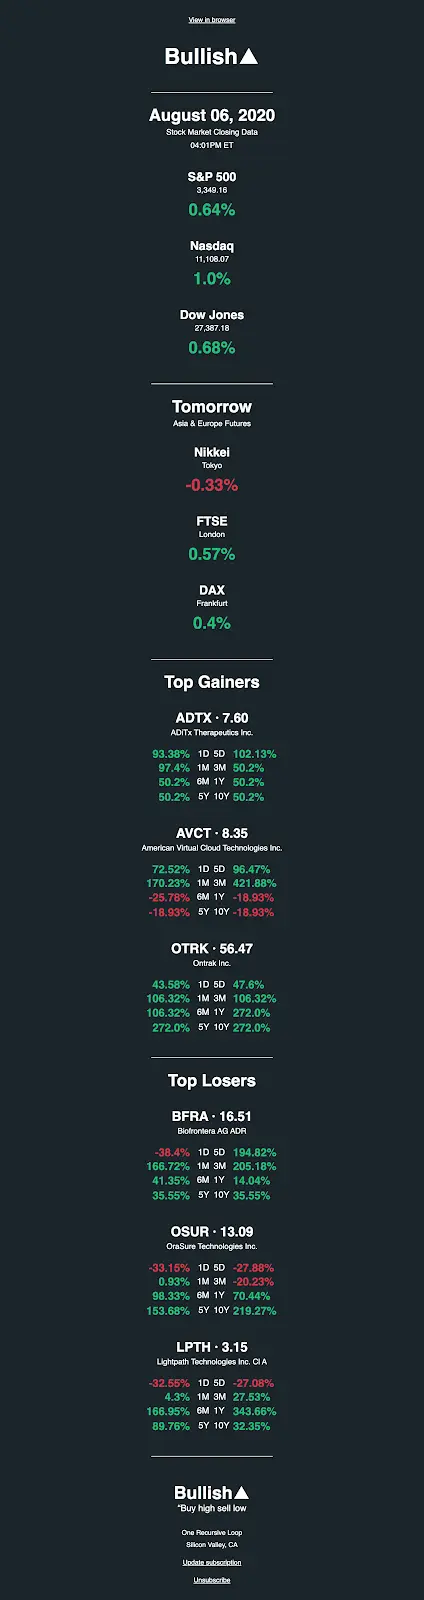 View in browser
Bullish▲
August 06, 2020
Stock Market Closing Data
04:01PM ET
S&P 500
3,349.16
0.64%
Nasdaq
11,108.07
1.0%
Dow Jones
27,387.18
0.68%
Tomorrow
Asia & Europe Futures
Nikkei
Tokyo
-0.33%
FTSE
London
0.57%
DAX
Frankfurt
0.4%
Top Gainers
ADTX · 7.60
ADiTx Therapeutics Inc.
93.38% 1D 5D 102.13%
97.4% 1M 3M 50.2%
50.2% 6M 1Y 50.2%
50.2% 5Y 10Y 50.2%
AVCT · 8.35
American Virtual Cloud Technologies Inc.
72.52% 1D 5D 96.47%
170.23% 1M 3M 421.88%
-25.78% 6M 1Y -18.93%
-18.93% 5Y 10Y -18.93%
OTRK · 56.47
Ontrak Inc.
43.58% 1D 5D 47.6%
106.32% 1M 3M 106.32%
106.32% 6M 1Y 272.0%
272.0% 5Y 10Y 272.0%
Top Losers
BFRA · 16.51
Biofrontera AG ADR
-38.4% 1D 5D 194.82%
166.72% 1M 3M 205.18%
41.35% 6M 1Y 14.04%
35.55% 5Y 10Y 35.55%
OSUR · 13.09
OraSure Technologies Inc.
-33.15% 1D 5D -27.88%
0.93% 1M 3M -20.23%
98.33% 6M 1Y 70.44%
153.68% 5Y 10Y 219.27%
LPTH · 3.15
Lightpath Technologies Inc. Cl A
-32.55% 1D 5D -27.08%
4.3% 1M 3M 27.53%
166.95% 6M 1Y 343.66%
89.76% 5Y 10Y 32.35%
Bullish▲
“Buy high sell low
One Recursive Loop
Silicon Valley, CA
Update subscription
Unsubscribe